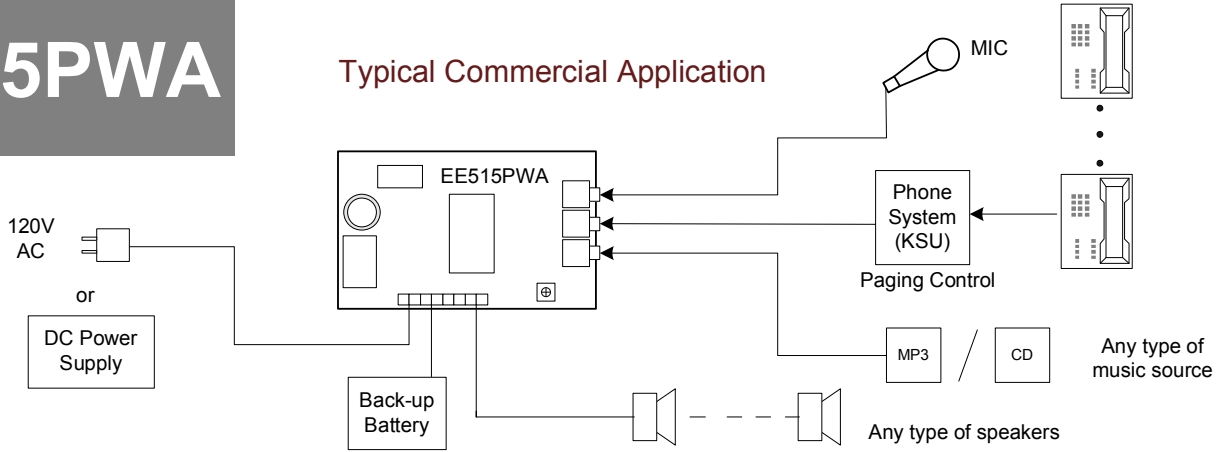 5PWA
Typical Commercial Application
MIC
EE515PWA
Phone
System
(KSU)
Paging Control
120V
AC
or
DC Power
Supply
Back-up
Battery
MP3
CD
Any type of
music source
Any type of speakers